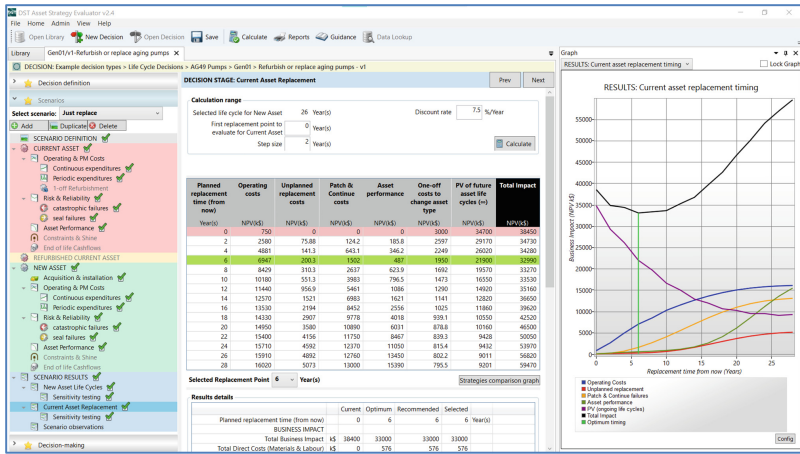 DST Asset Strategy Evaluator v2.4
File Home Admin View Help
Open Library New Decision Open Decision Save Calculate Reports Guidance Data Lookup
Library Gen01/v1-Refurbish or replace aging pumps
DECISION: Example decision types > Life Cycle Decisions > AG49 Pumps > Gen01 > Refurbish or replace aging pumps - v1
Decision definition
Scenarios
Select scenario: Just replace
Add Duplicate Delete
SCENARIO DEFINITION
CURRENT ASSET
Operating & PM Costs
Continuous expenditures
Periodic expenditures
1-off Refurbishment
Risk & Reliability
catastrophic failures
seal failures
Asset Performance
Constraints & Shine
End of life Cashflows
REFURBISHED CURRENT ASSET
NEW ASSET
Acquisition & installation
Operating & PM Costs
Continuous expenditures
Periodic expenditures
Risk & Reliability
catastrophic failures
seal failures
Asset Performance
Constraints & Shine
End of life Cashflows
SCENARIO RESULTS
New Asset Life Cycles
Sensitivity testing
Current Asset Replacement
Sensitivity testing
Scenario observations
Decision-making
DECISION STAGE: Current Asset Replacement Prev Next
Calculation range
Selected life cycle for New Asset 26 Year(s) Discount rate 7.5 %/Year
First replacement point to evaluate for Current Asset 0 Year(s)
Step size 2 Year(s) Calculate
Planned replacement time (from now) Operating costs Unplanned replacement costs Patch & Continue costs Asset performance One-off costs to change asset type PV of future asset life cycles (∞) Total Impact
Year(s) NPV(k$) NPV(k$) NPV(k$) NPV(k$) NPV(k$) NPV(k$) NPV(k$)
0 750 0 0 0 3000 34700 38450
2 2580 75.88 124.2 185.8 2597 29170 34730
4 4881 141.3 643.1 346.2 2249 26020 34280
6 6947 200.3 1502 487 1950 21900 32990
8 8429 310.3 2637 623.9 1692 19570 33270
10 10180 551.3 3983 796.5 1473 16550 33530
12 11440 956.9 5461 1086 1290 14920 35160
14 12570 1521 6983 1621 1141 12820 36650
16 13530 2194 8452 2556 1025 11860 39620
18 14330 2907 9778 4018 939.1 10550 42520
20 14950 3580 10890 6031 878.8 10160 46500
22 15400 4156 11750 8467 839.3 9428 50050
24 15710 4592 12370 11050 815.4 9432 53970
26 15910 4892 12760 13450 802.2 9011 56820
28 16020 5073 13000 15390 795.5 9201 59470
Selected Replacement Point 6 Year(s) Strategies comparison graph
Results details
Current Optimum Recommended Selected
Planned replacement time (from now) 0 6 6 6 Year(s)
BUSINESS IMPACT
Total Business Impact k$ 38400 33000 33000 33000
Total Direct Costs (Materials & Labour) k$ 0 576 576 576
Graph
RESULTS: Current asset replacement timing Lock Graph
RESULTS: Current asset replacement timing
Business Impact (NPV k$)
55000
50000
45000
40000
35000
30000
25000
20000
15000
10000
5000
0
0 5 10 15 20 25
Replacement time from now (Years)
Operating Costs
Unplanned replacement
Patch & Continue failures
Asset performance
PV (ongoing life cycles)
Total Impact
Optimum timing
Config